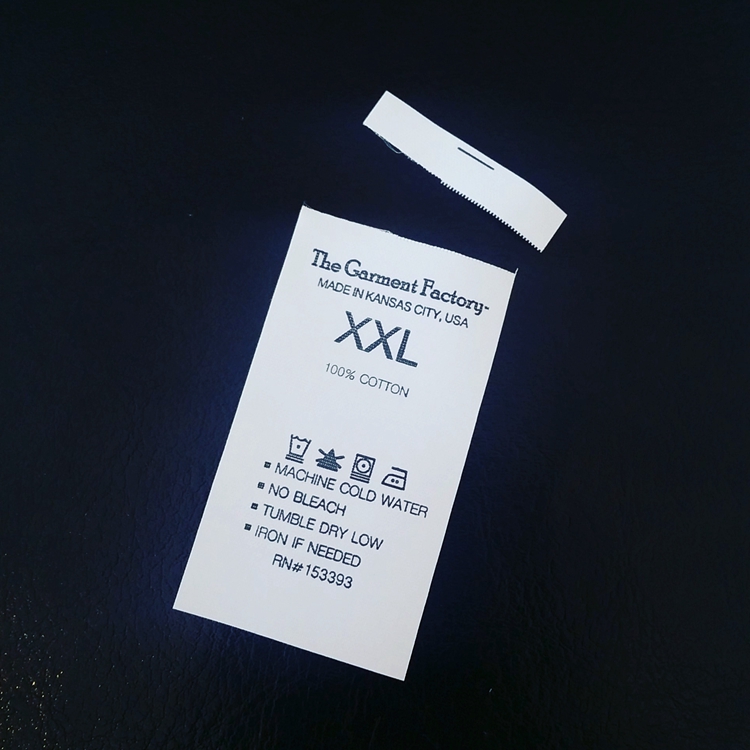 The Garment Factory™
MADE IN KANSAS CITY, USA
XXL
100% COTTON
▪ MACHINE COLD WATER
▪ NO BLEACH
▪ TUMBLE DRY LOW
▪ IRON IF NEEDED
RN# 153393